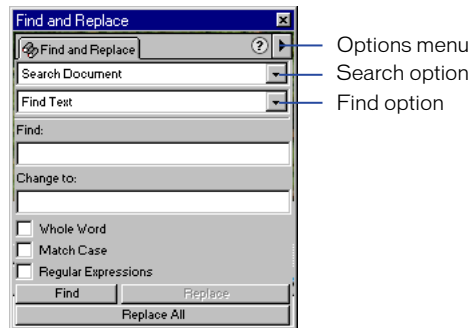 Find and Replace
Find and Replace ?
Options menu
Search Document
Search option
Find Text
Find option
Find:
Change to:
Whole Word
Match Case
Regular Expressions
Find Replace
Replace All